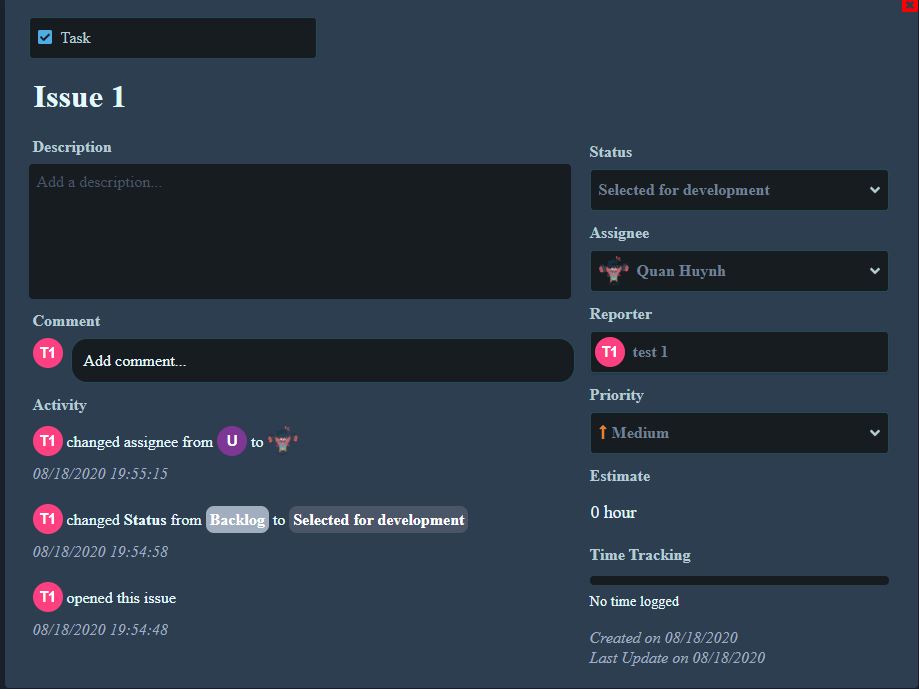 Task
Issue 1
Description
Add a description...
Comment
T1 Add comment...
Activity
T1 changed assignee from U to
08/18/2020 19:55:15
T1 changed Status from Backlog to Selected for development
08/18/2020 19:54:58
T1 opened this issue
08/18/2020 19:54:48
Status
Selected for development
Assignee
Quan Huynh
Reporter
T1 test 1
Priority
Medium
Estimate
0 hour
Time Tracking
No time logged
Created on 08/18/2020
Last Update on 08/18/2020